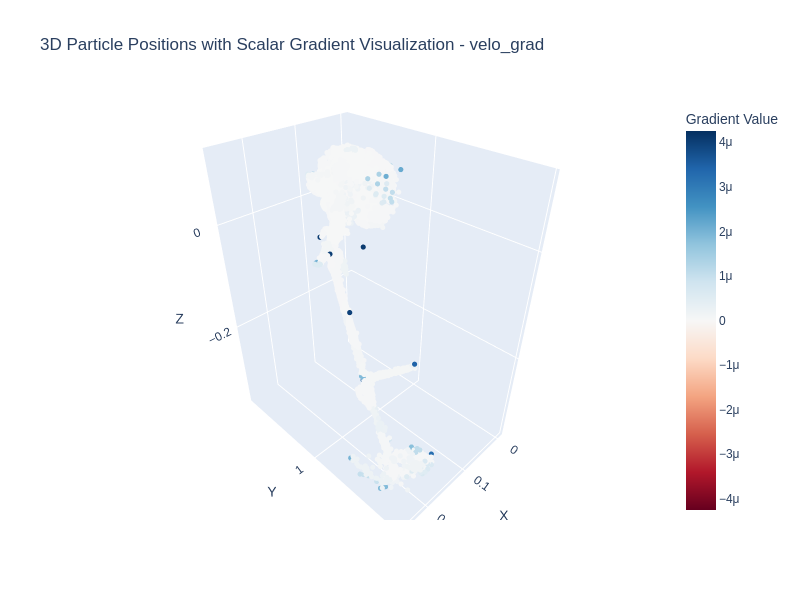 3D Particle Positions with Scalar Gradient Visualization - velo_grad
Gradient Value
4μ
3μ
2μ
1μ
0
−1μ
−2μ
−3μ
−4μ
0
−0.2
Z
1
Y
0
0.1
X